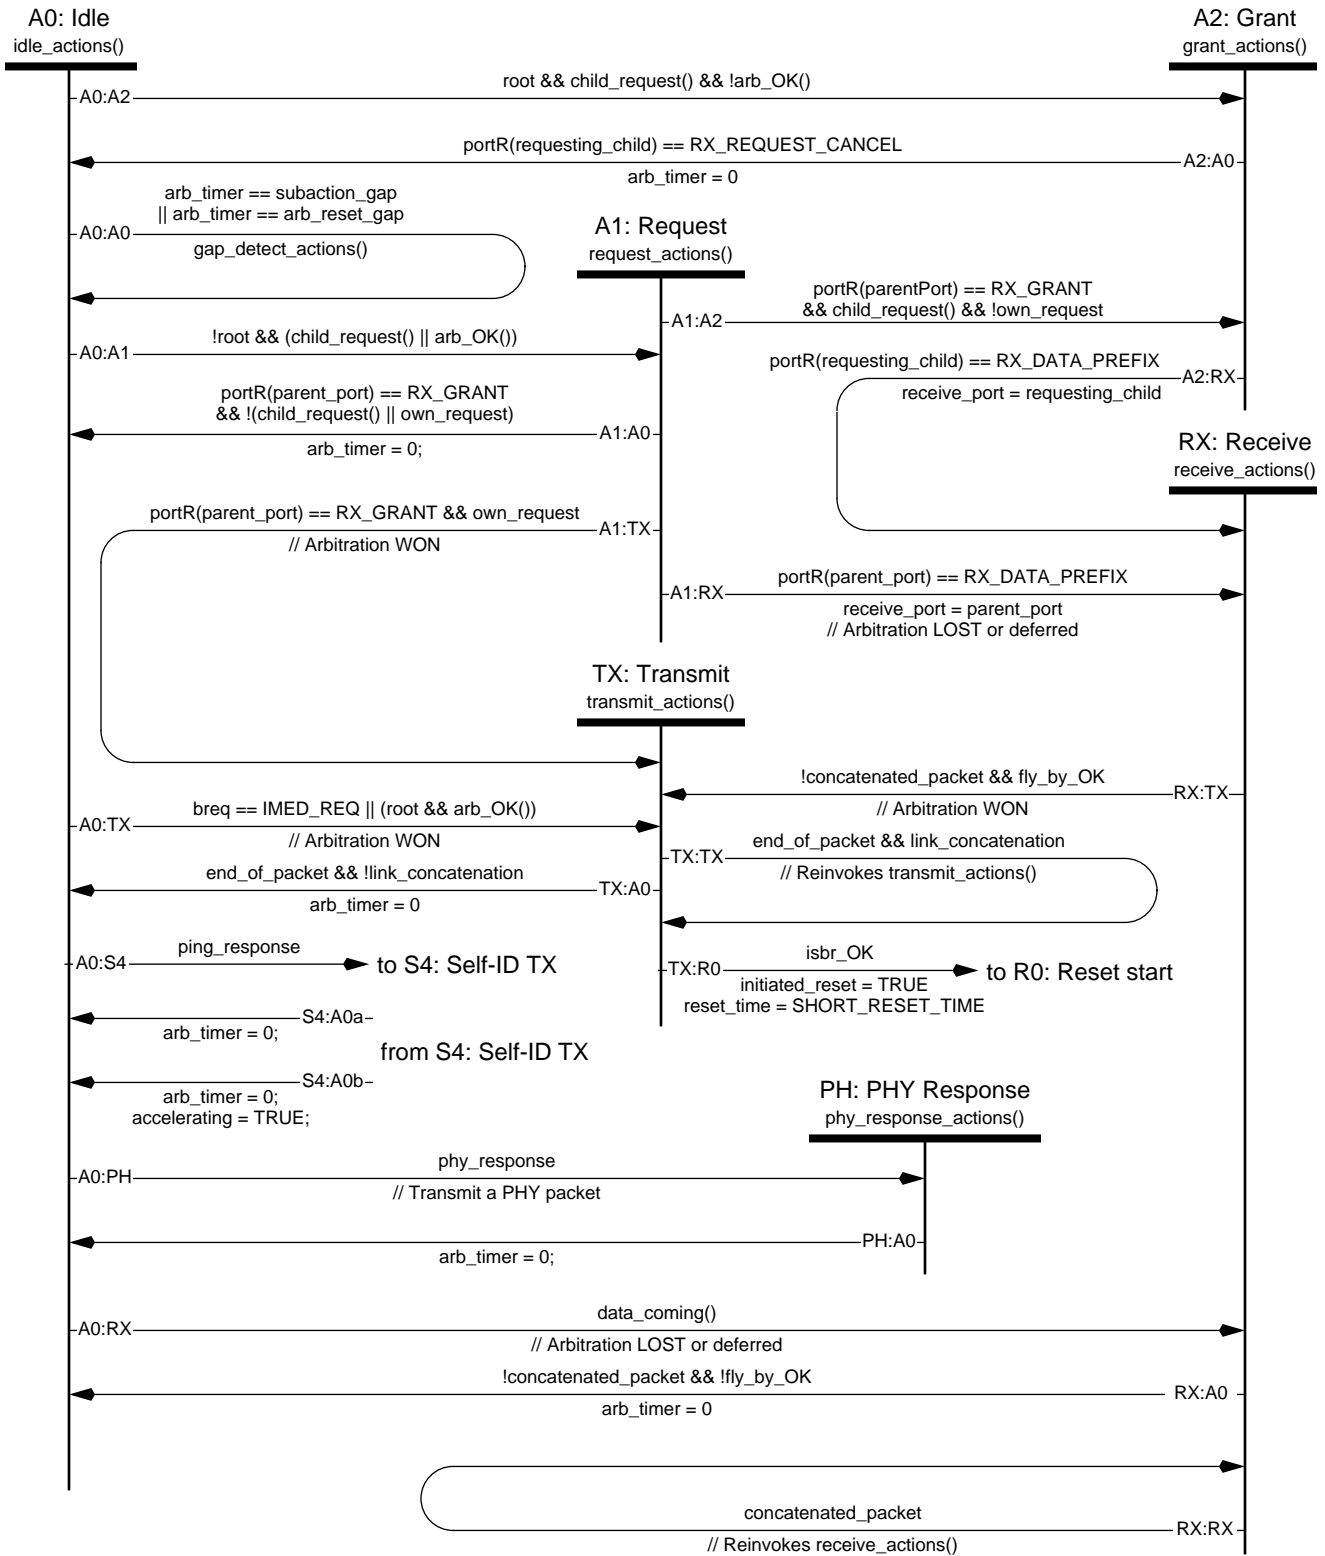 A0: Idle
idle_actions()
A2: Grant
grant_actions()
root && child_request() && !arb_OK()
A0:A2
portR(requesting_child) == RX_REQUEST_CANCEL
A2:A0
arb_timer = 0
arb_timer == subaction_gap
|| arb_timer == arb_reset_gap
A0:A0
gap_detect_actions()
A1: Request
request_actions()
portR(parentPort) == RX_GRANT
&& child_request() && !own_request
A1:A2
!root && (child_request() || arb_OK())
A0:A1
portR(requesting_child) == RX_DATA_PREFIX
A2:RX
receive_port = requesting_child
portR(parent_port) == RX_GRANT
&& !(child_request() || own_request)
A1:A0
arb_timer = 0;
RX: Receive
receive_actions()
portR(parent_port) == RX_GRANT && own_request
A1:TX
// Arbitration WON
portR(parent_port) == RX_DATA_PREFIX
A1:RX
receive_port = parent_port
// Arbitration LOST or deferred
TX: Transmit
transmit_actions()
!concatenated_packet && fly_by_OK
RX:TX
// Arbitration WON
breq == IMED_REQ || (root && arb_OK())
A0:TX
// Arbitration WON
end_of_packet && link_concatenation
TX:TX
// Reinvokes transmit_actions()
end_of_packet && !link_concatenation
TX:A0
arb_timer = 0
ping_response
A0:S4
to S4: Self-ID TX
isbr_OK
TX:R0
to R0: Reset start
initiated_reset = TRUE
reset_time = SHORT_RESET_TIME
S4:A0a
arb_timer = 0;
from S4: Self-ID TX
S4:A0b
arb_timer = 0;
accelerating = TRUE;
PH: PHY Response
phy_response_actions()
phy_response
A0:PH
// Transmit a PHY packet
PH:A0
arb_timer = 0;
data_coming()
A0:RX
// Arbitration LOST or deferred
!concatenated_packet && !fly_by_OK
RX:A0
arb_timer = 0
concatenated_packet
RX:RX
// Reinvokes receive_actions()